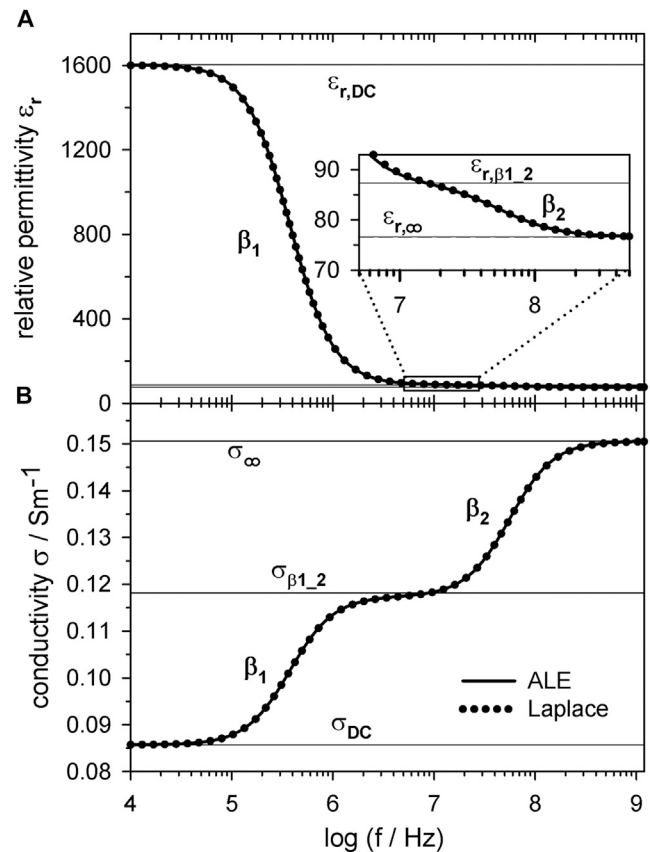 A
relative permittivity εr
1600
1200
800
400
0
εr,DC
β1
90
80
70
εr,β1_2
εr,∞
β2
7
8
B
conductivity σ / Sm-1
0.15
0.14
0.13
0.12
0.11
0.10
0.09
0.08
σ∞
β2
σβ1_2
β1
ALE
Laplace
σDC
4
5
6
7
8
9
log (f / Hz)